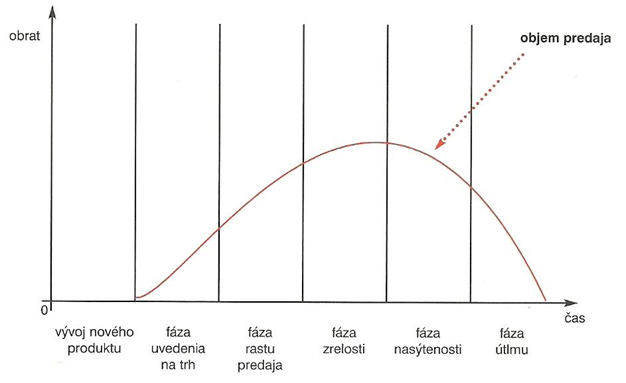 obrat
objem predaja
0
čas
vývoj nového
produktu
fáza
uvedenia
na trh
fáza
rastu
predaja
fáza
zrelosti
fáza
nasýtenosti
fáza
útlmu